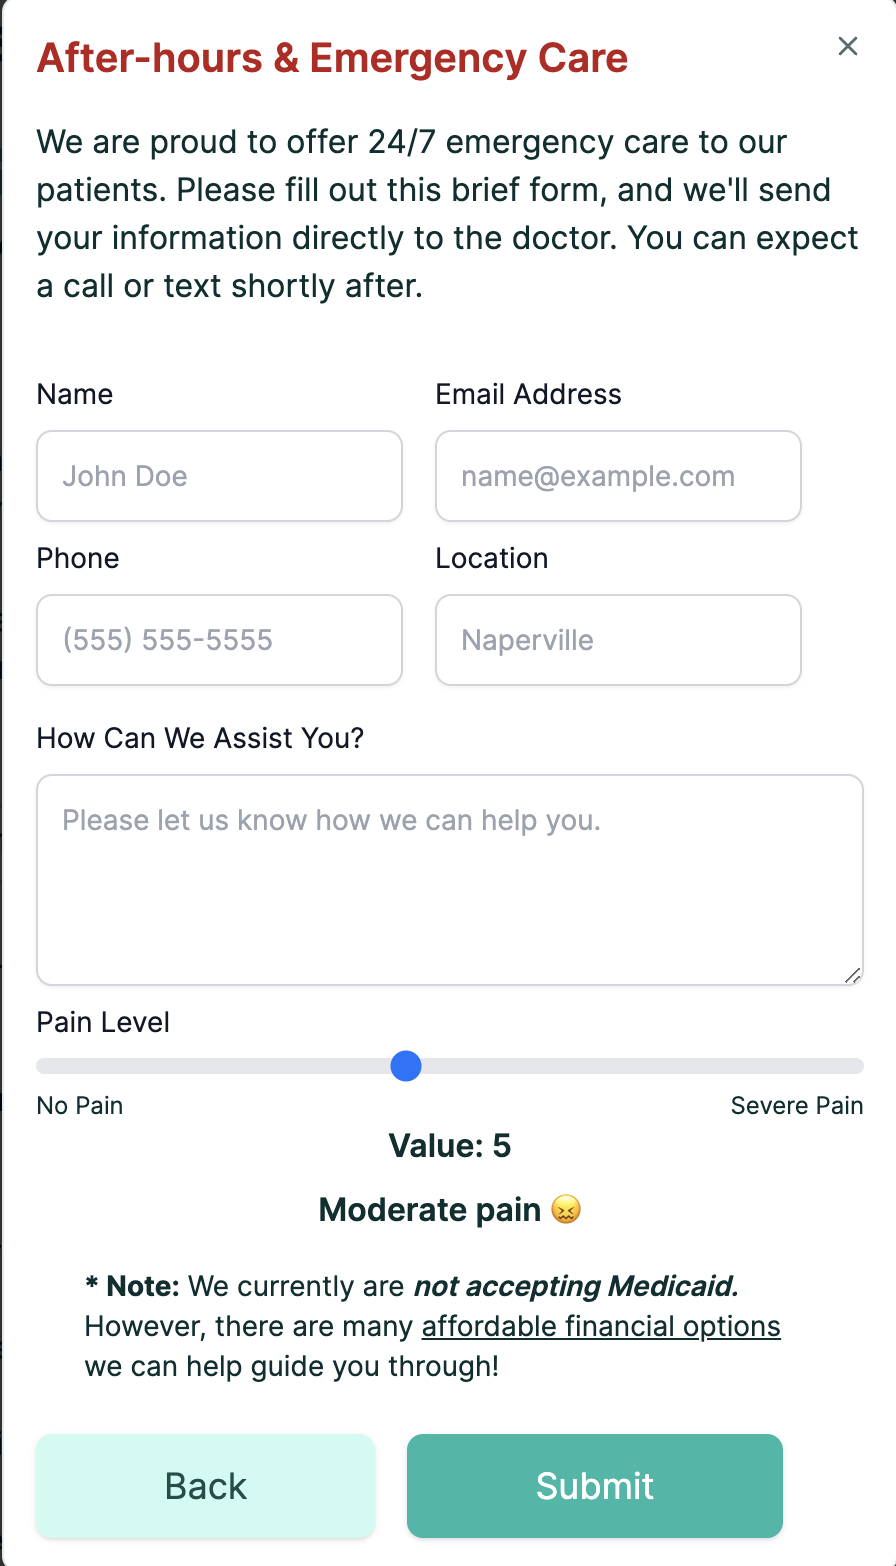 After-hours & Emergency Care
We are proud to offer 24/7 emergency care to our
patients. Please fill out this brief form, and we'll send
your information directly to the doctor. You can expect
a call or text shortly after.
Name
Email Address
John Doe
name@example.com
Phone
Location
(555) 555-5555
Naperville
How Can We Assist You?
Please let us know how we can help you.
Pain Level
No Pain
Severe Pain
Value: 5
Moderate pain 😖
* Note: We currently are not accepting Medicaid.
However, there are many affordable financial options
we can help guide you through!
Back
Submit